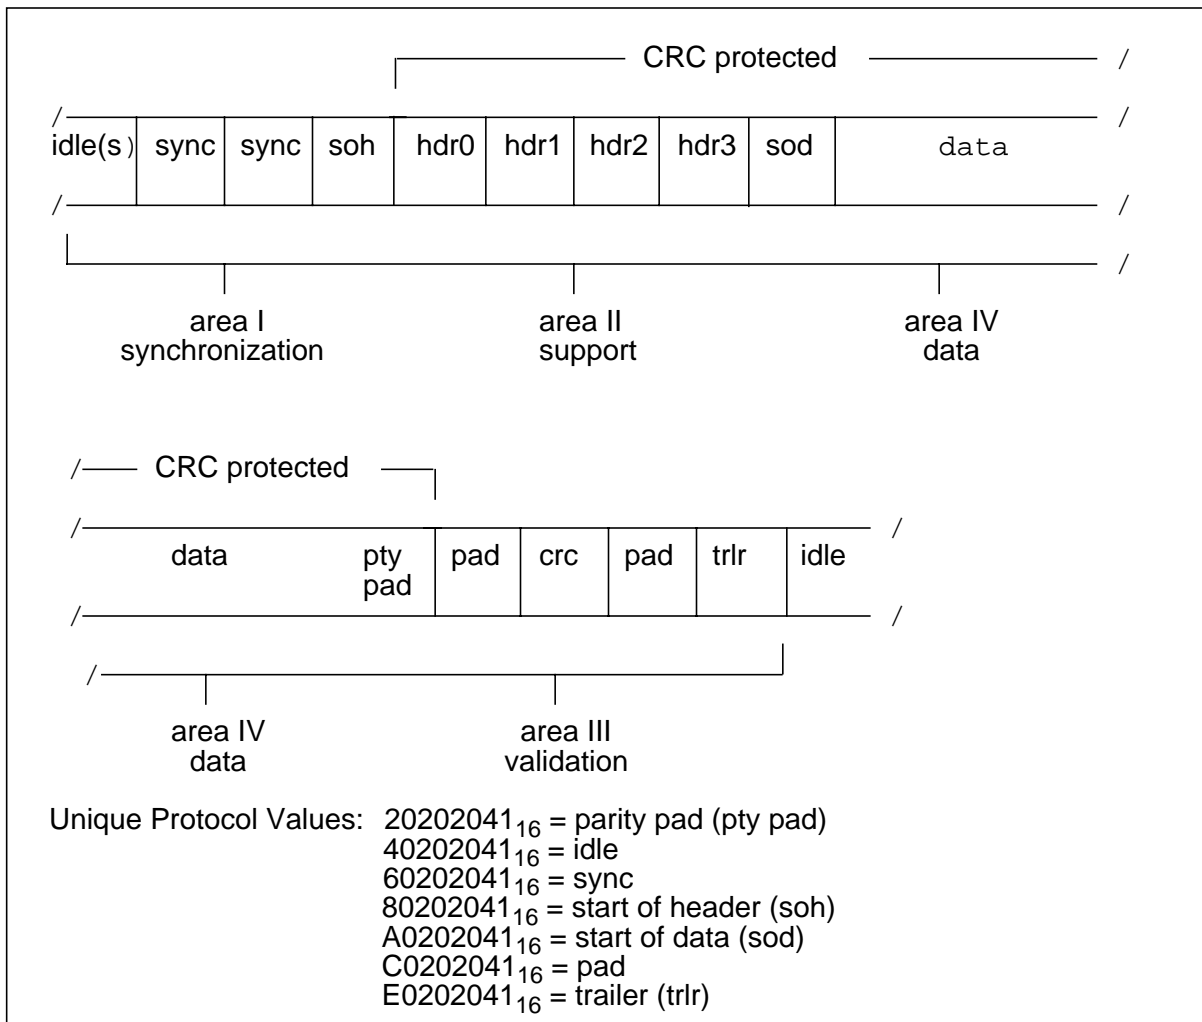 CRC protected
idle(s) sync sync soh hdr0 hdr1 hdr2 hdr3 sod data
area I
synchronization
area II
support
area IV
data
CRC protected
data pty pad pad crc pad trlr idle
area IV
data
area III
validation
Unique Protocol Values: 20202041₁₆ = parity pad (pty pad)
40202041₁₆ = idle
60202041₁₆ = sync
80202041₁₆ = start of header (soh)
A0202041₁₆ = start of data (sod)
C0202041₁₆ = pad
E0202041₁₆ = trailer (trlr)